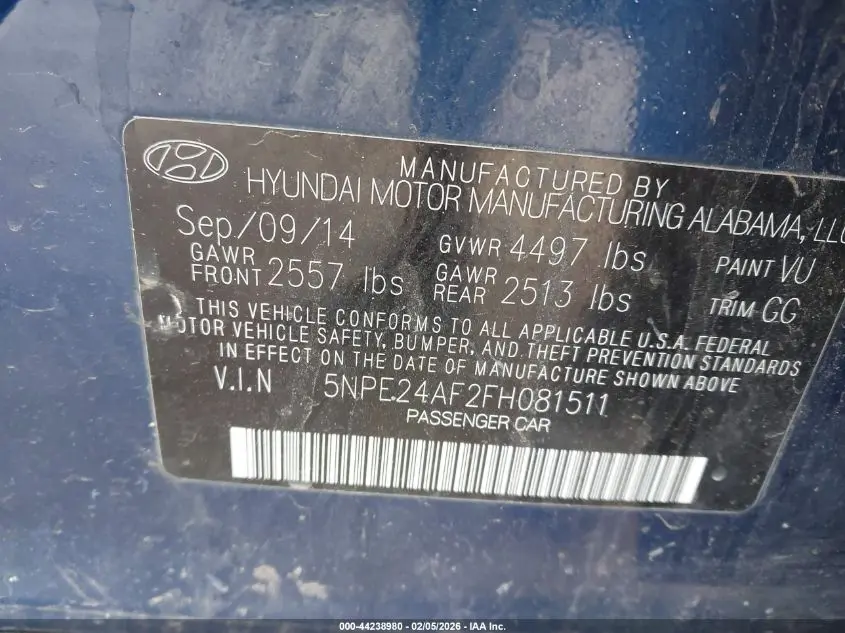 MANUFACTURED BY
HYUNDAI MOTOR MANUFACTURING ALABAMA, LLC
Sep/09/14 GVWR 4497 lbs PAINT VU
GAWR FRONT 2557 lbs GAWR REAR 2513 lbs TRIM GG
THIS VEHICLE CONFORMS TO ALL APPLICABLE U.S.A. FEDERAL
MOTOR VEHICLE SAFETY, BUMPER, AND THEFT PREVENTION STANDARDS
IN EFFECT ON THE DATE OF MANUFACTURE SHOWN ABOVE
V.I.N 5NPE24AF2FH081511
PASSENGER CAR
000-44238980 - 02/05/2026 - IAA Inc.